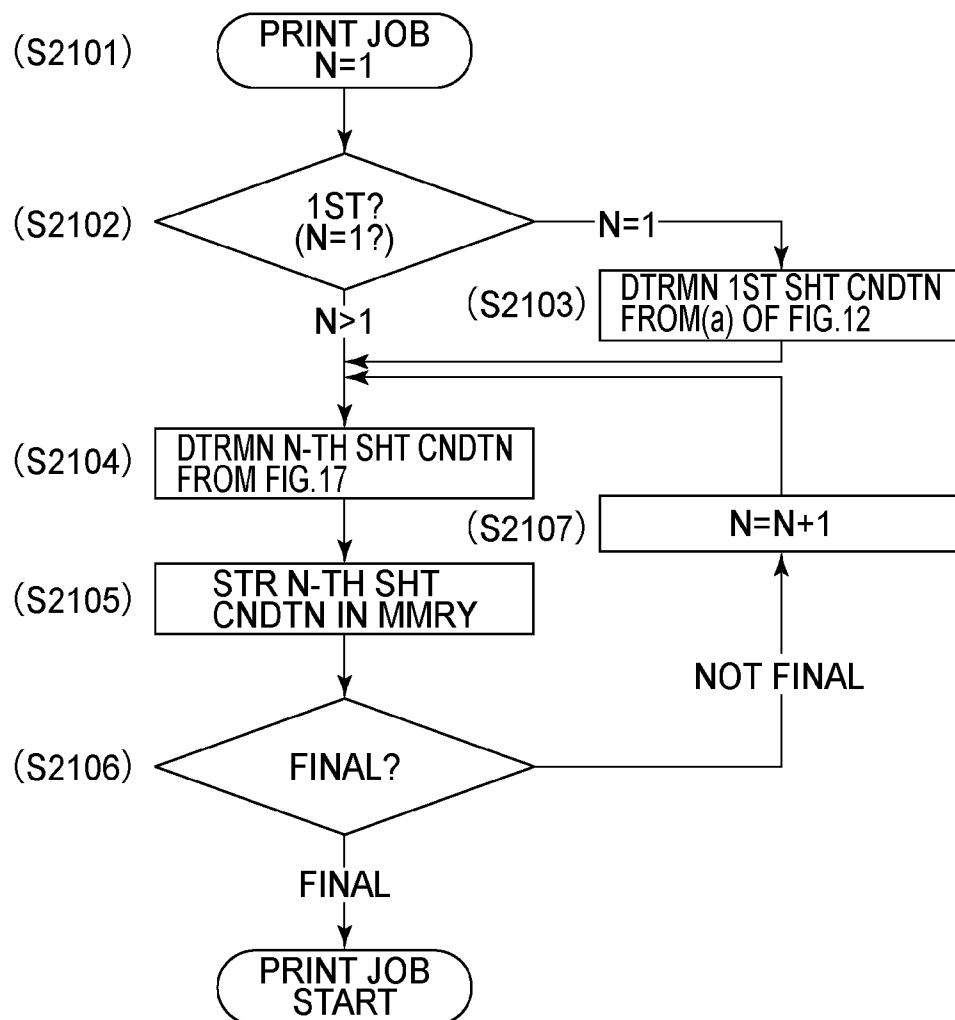 (S2101)
PRINT JOB
N=1
(S2102)
1ST?
(N=1?)
N=1
(S2103)
DTRMN 1ST SHT CNDTN
FROM(a) OF FIG.12
N>1
(S2104)
DTRMN N-TH SHT CNDTN
FROM FIG.17
(S2107)
N=N+1
(S2105)
STR N-TH SHT
CNDTN IN MMRY
NOT FINAL
(S2106)
FINAL?
FINAL
PRINT JOB
START